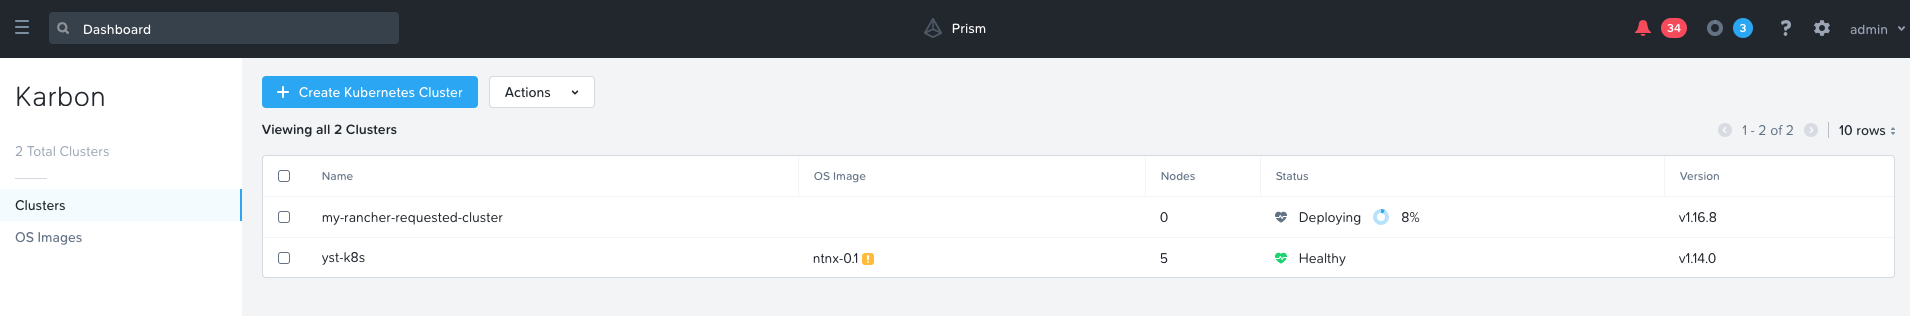 Dashboard
Prism
34
3
?
admin
Karbon
2 Total Clusters
Clusters
OS Images
+ Create Kubernetes Cluster
Actions
Viewing all 2 Clusters
1 - 2 of 2
10 rows
Name OS Image Nodes Status Version
my-rancher-requested-cluster 0 Deploying 8% v1.16.8
yst-k8s ntnx-0.1 ! 5 Healthy v1.14.0